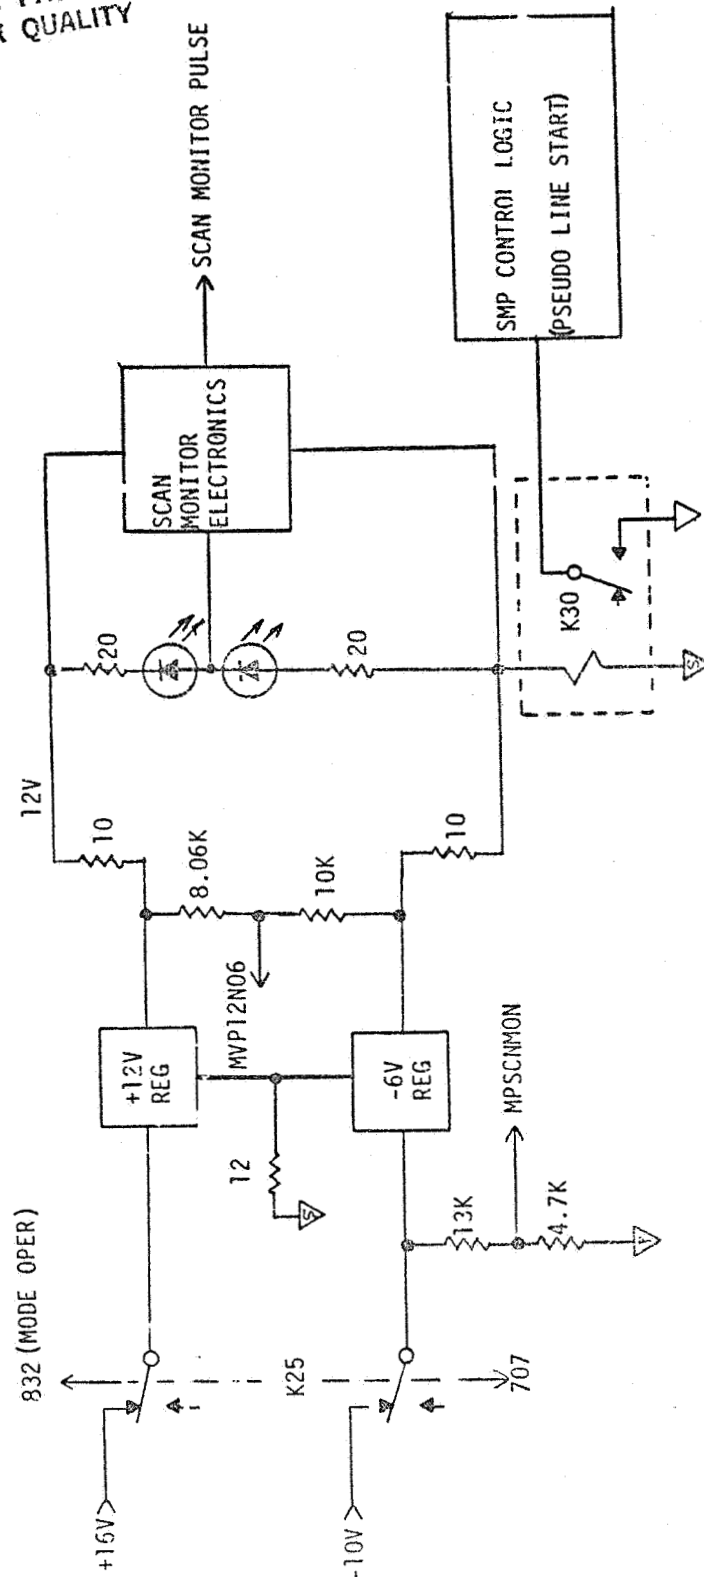 QUALITY
SCAN MONITOR PULSE
SMP CONTROL LOGIC
(PSEUDO LINE START)
SCAN
MONITOR
ELECTRONICS
K30
20
20
12V
10
8.06K
10K
10
MVP12N06
+12V
REG
-6V
REG
12
MPSCNMON
13K
4.7K
832 (MODE OPER)
K25
707
+16V
-10V
S
S